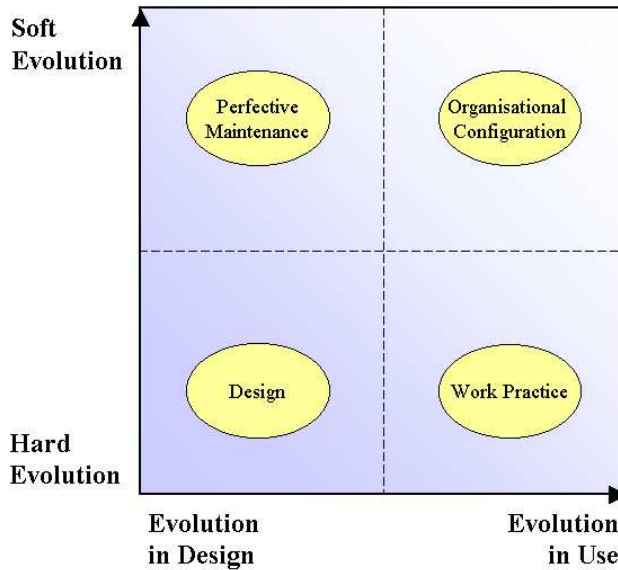 Soft
Evolution
Perfective
Maintenance
Organisational
Configuration
Design
Work Practice
Hard
Evolution
Evolution
in Design
Evolution
in Use